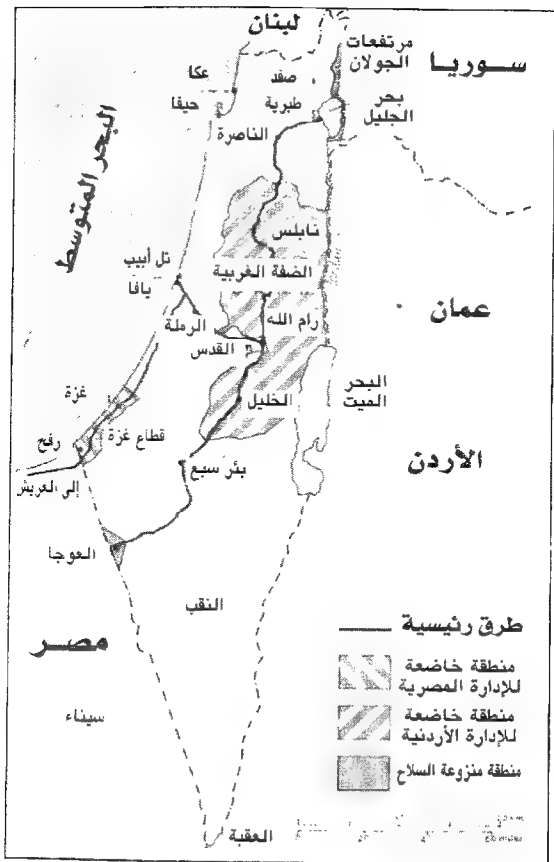 لبنان
مرتفعات
الجولان
سوريا
عكا
صفد
حيفا
طبرية
بحر
الجليل
الناصرة
البحر المتوسط
نابلس
تل أبيب
الضفة الغربية
يافا
الرملة
رام الله
عمان
القدس
البحر
الميت
غزة
الخليل
قطاع غزة
رفح
الأردن
إلى العريش
بئر سبع
العوجا
النقب
مصر
سيناء
طرق رئيسية
منطقة خاضعة
للإدارة المصرية
منطقة خاضعة
للإدارة الأردنية
منطقة منزوعة السلاح
العقبة